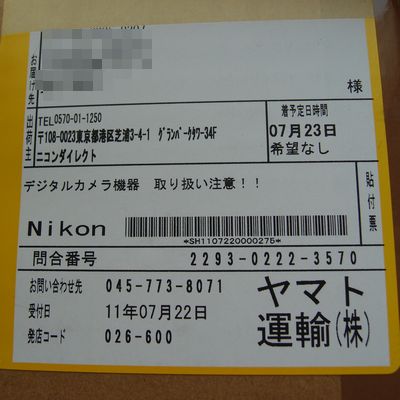 お届け先
様
出荷主
TEL0570-01-1250
〒108-0023東京都港区芝浦3-4-1 グランパークタワー34F
ニコンダイレクト
着予定日時間
07月23日
希望なし
デジタルカメラ機器 取り扱い注意!!
貼付票
Nikon
*SH1107220000275*
問合番号
2293-0222-3570
お問い合わせ先
045-773-8071
受付日
11年07月22日
発店コード
026-600
ヤマト
運輸(株)